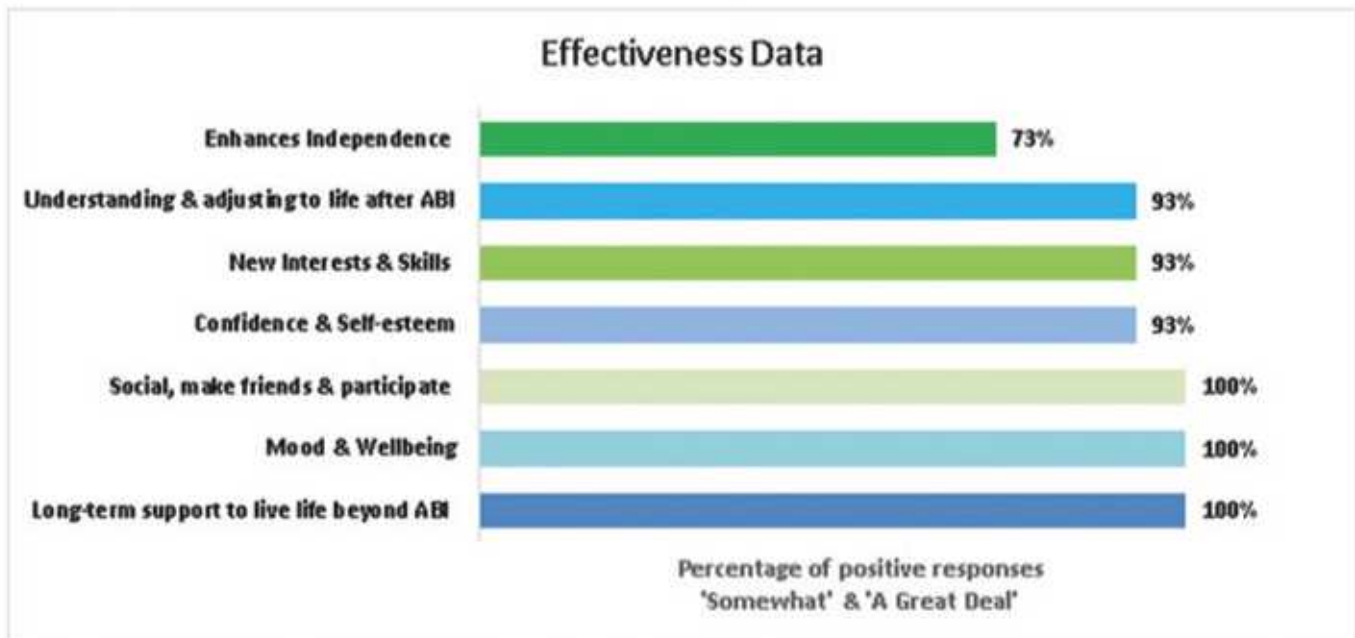 Effectiveness Data
Enhances Independence 73%
Understanding & adjusting to life after ABI 93%
New Interests & Skills 93%
Confidence & Self-esteem 93%
Social, make friends & participate 100%
Mood & Wellbeing 100%
Long-term support to live life beyond ABI 100%
Percentage of positive responses
'Somewhat' & 'A Great Deal'